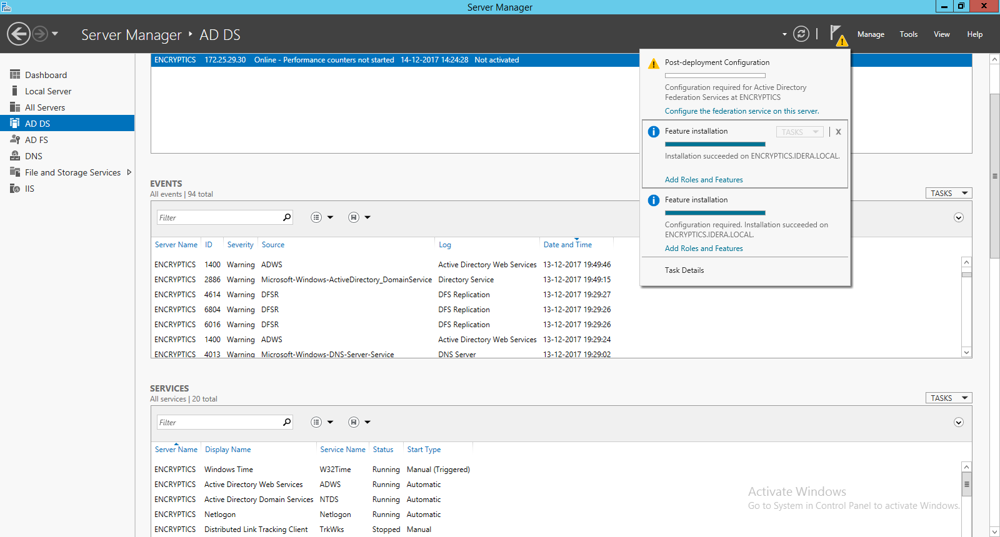 Server Manager
Server Manager ‣ AD DS
Manage Tools View Help
Dashboard
Local Server
All Servers
AD DS
AD FS
DNS
File and Storage Services
IIS
ENCRYPTICS 172.25.29.30 Online - Performance counters not started 14-12-2017 14:24:28 Not activated
Post-deployment Configuration
Configuration required for Active Directory
Federation Services at ENCRYPTICS
Configure the federation service on this server.
Feature installation TASKS X
Installation succeeded on ENCRYPTICS.IDERA.LOCAL.
Add Roles and Features
Feature installation
Configuration required. Installation succeeded on
ENCRYPTICS.IDERA.LOCAL.
Add Roles and Features
Task Details
EVENTS
All events | 94 total
TASKS
Filter
Server Name ID Severity Source Log Date and Time
ENCRYPTICS 1400 Warning ADWS Active Directory Web Services 13-12-2017 19:49:46
ENCRYPTICS 2886 Warning Microsoft-Windows-ActiveDirectory_DomainService Directory Service 13-12-2017 19:49:15
ENCRYPTICS 4614 Warning DFSR DFS Replication 13-12-2017 19:29:27
ENCRYPTICS 6804 Warning DFSR DFS Replication 13-12-2017 19:29:26
ENCRYPTICS 6016 Warning DFSR DFS Replication 13-12-2017 19:29:26
ENCRYPTICS 1400 Warning ADWS Active Directory Web Services 13-12-2017 19:29:24
ENCRYPTICS 4013 Warning Microsoft-Windows-DNS-Server-Service DNS Server 13-12-2017 19:29:02
SERVICES
All services | 20 total
TASKS
Filter
Server Name Display Name Service Name Status Start Type
ENCRYPTICS Windows Time W32Time Running Manual (Triggered)
ENCRYPTICS Active Directory Web Services ADWS Running Automatic
ENCRYPTICS Active Directory Domain Services NTDS Running Automatic
ENCRYPTICS Netlogon Netlogon Running Automatic
ENCRYPTICS Distributed Link Tracking Client TrkWks Stopped Manual
Activate Windows
Go to System in Control Panel to activate Windows.